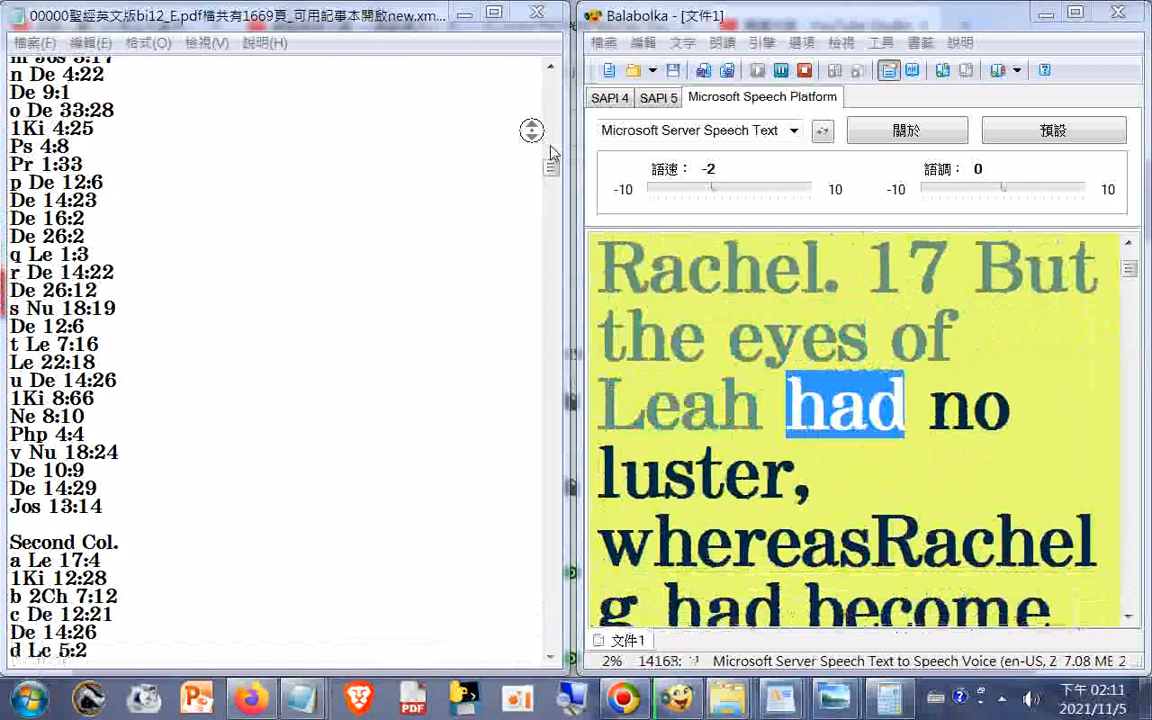 00000聖經英文版bi12_E.pdf檔共有1669頁_可用記事本開啟new.xm...
檔案(F) 編輯(E) 格式(O) 檢視(V) 說明(H)
m Jos 3:17
n De 4:22
De 9:1
o De 33:28
1Ki 4:25
Ps 4:8
Pr 1:33
p De 12:6
De 14:23
De 16:2
De 26:2
q Le 1:3
r De 14:22
De 26:12
s Nu 18:19
De 12:6
t Le 7:16
Le 22:18
u De 14:26
1Ki 8:66
Ne 8:10
Php 4:4
v Nu 18:24
De 10:9
De 14:29
Jos 13:14
Second Col.
a Le 17:4
1Ki 12:28
b 2Ch 7:12
c De 12:21
De 14:26
d Le 5:2
Balabolka - [文件1]
檔案 編輯 文字 朗讀 引擎 選項 檢視 工具 書籤 說明
SAPI 4 SAPI 5 Microsoft Speech Platform
Microsoft Server Speech Text 關於 預設
語速： -2 語調： 0
-10 10 -10 10
Rachel. 17 But
the eyes of
Leah had no
luster,
whereasRachel
g had become
文件1
2% Microsoft Server Speech Text to Speech Voice (en-US, Z 7.08 MB
PDF
下午 02:11
2021/11/5